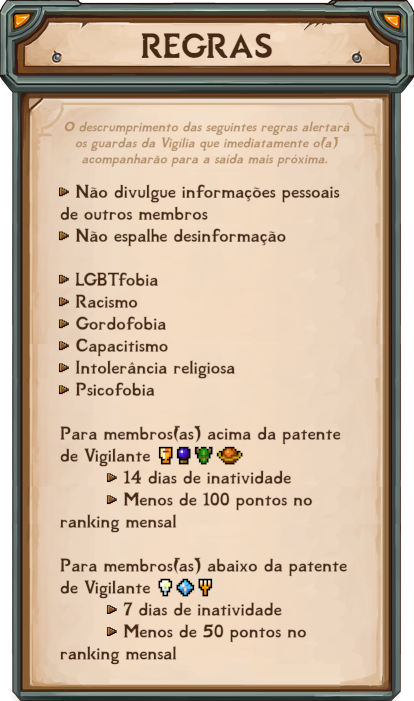 REGRAS
O descrumprimento das seguintes regras alertará
os guardas da Vigília que imediatamente o(a)
acompanharão para a saída mais próxima.
Não divulgue informações pessoais
de outros membros
Não espalhe desinformação
LGBTfobia
Racismo
Gordofobia
Capacitismo
Intolerância religiosa
Psicofobia
Para membros(as) acima da patente
de Vigilante
14 dias de inatividade
Menos de 100 pontos no
ranking mensal
Para membros(as) abaixo da patente
de Vigilante
7 dias de inatividade
Menos de 50 pontos no
ranking mensal